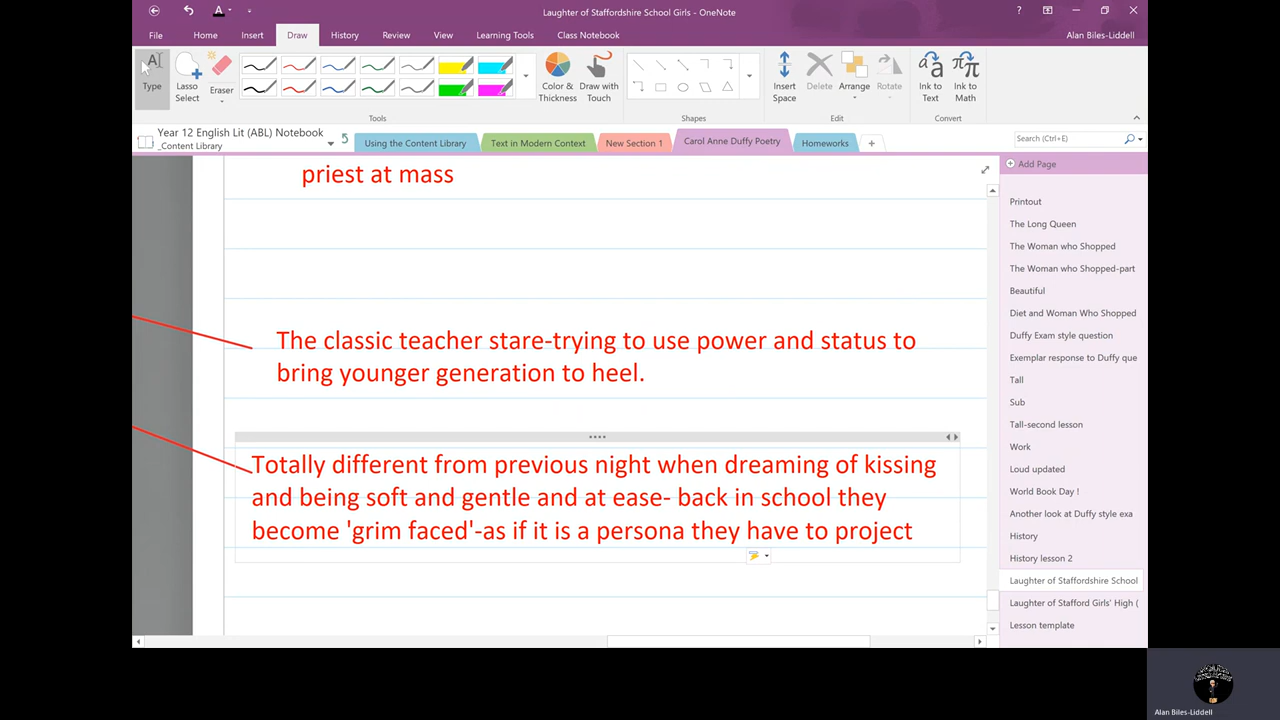 Laughter of Staffordshire School Girls - OneNote
?
Alan Biles-Liddell
File
Home
Insert
Draw
History
Review
View
Learning Tools
Class Notebook
Type
Lasso Select
Eraser
Color & Thickness
Draw with Touch
Insert Space
Delete
Arrange
Rotate
Ink to Text
Ink to Math
Tools
Shapes
Edit
Convert
Year 12 English Lit (ABL) Notebook
_Content Library
Using the Content Library
Text in Modern Context
New Section 1
Carol Anne Duffy Poetry
Homeworks
Search (Ctrl+E)
Add Page
priest at mass
The classic teacher stare-trying to use power and status to
bring younger generation to heel.
Totally different from previous night when dreaming of kissing
and being soft and gentle and at ease- back in school they
become 'grim faced'-as if it is a persona they have to project
Printout
The Long Queen
The Woman who Shopped
The Woman who Shopped-part
Beautiful
Diet and Woman Who Shopped
Duffy Exam style question
Exemplar response to Duffy que
Tall
Sub
Tall-second lesson
Work
Loud updated
World Book Day !
Another look at Duffy style exa
History
History lesson 2
Laughter of Staffordshire School
Laughter of Stafford Girls' High (
Lesson template
Alan Biles-Liddell